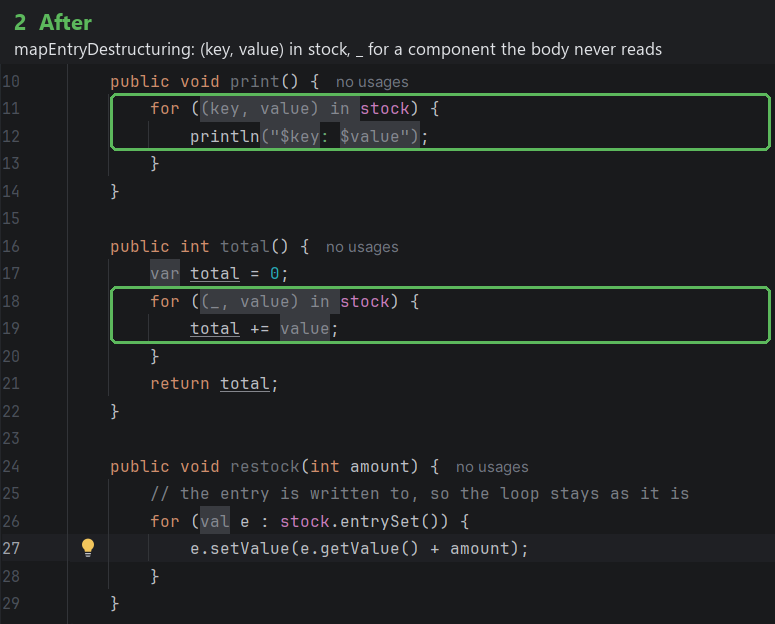 2 After
mapEntryDestructuring: (key, value) in stock, _ for a component the body never reads
10 public void print() { no usages
11 for ((key, value) in stock) {
12 println("$key: $value");
13 }
14 }
15
16 public int total() { no usages
17 var total = 0;
18 for ((_, value) in stock) {
19 total += value;
20 }
21 return total;
22 }
23
24 public void restock(int amount) { no usages
25 // the entry is written to, so the loop stays as it is
26 for (val e : stock.entrySet()) {
27 e.setValue(e.getValue() + amount);
28 }
29 }